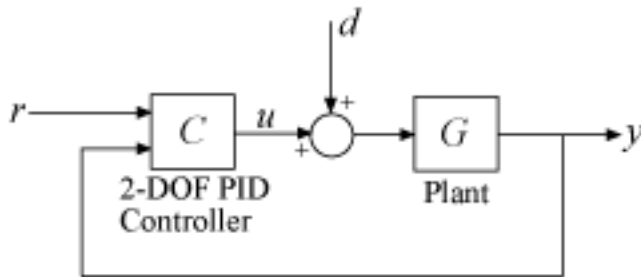 d
+
r
C
u
+
G
y
2-DOF PID
Controller
Plant